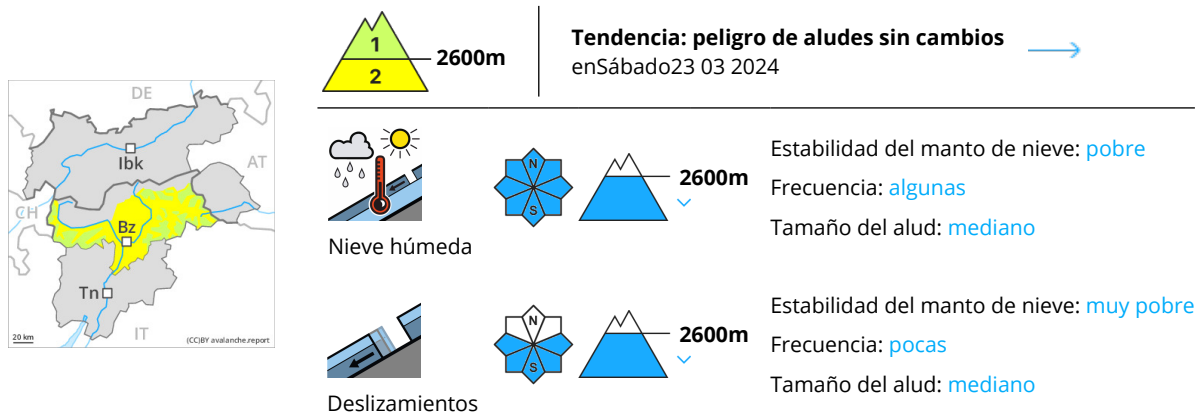 1
2
2600m
Tendencia: peligro de aludes sin cambios
enSábado23 03 2024
DE
Ibk
AT
CH
Bz
Tn
IT
20 km
(CC)BY avalanche.report
Nieve húmeda
N
S
2600m
Estabilidad del manto de nieve: pobre
Frecuencia: algunas
Tamaño del alud: mediano
Deslizamientos
N
S
2600m
Estabilidad del manto de nieve: muy pobre
Frecuencia: pocas
Tamaño del alud: mediano